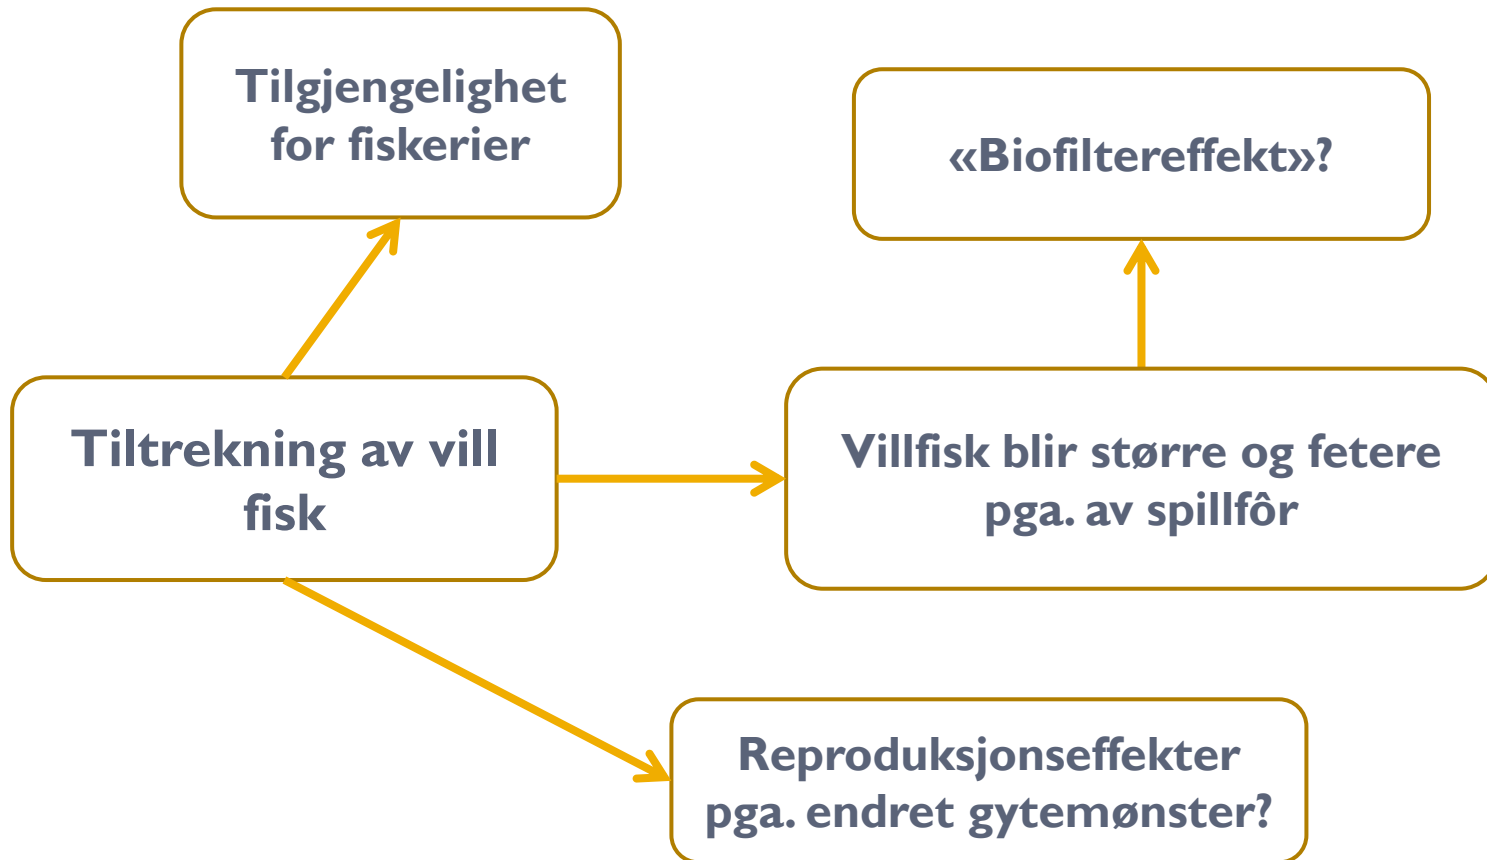 Tilgjengelighet
for fiskerier
«Biofiltereffekt»?
Tiltrekning av vill
fisk
Villfisk blir større og fetere
pga. av spillfôr
Reproduksjonseffekter
pga. endret gytemønster?